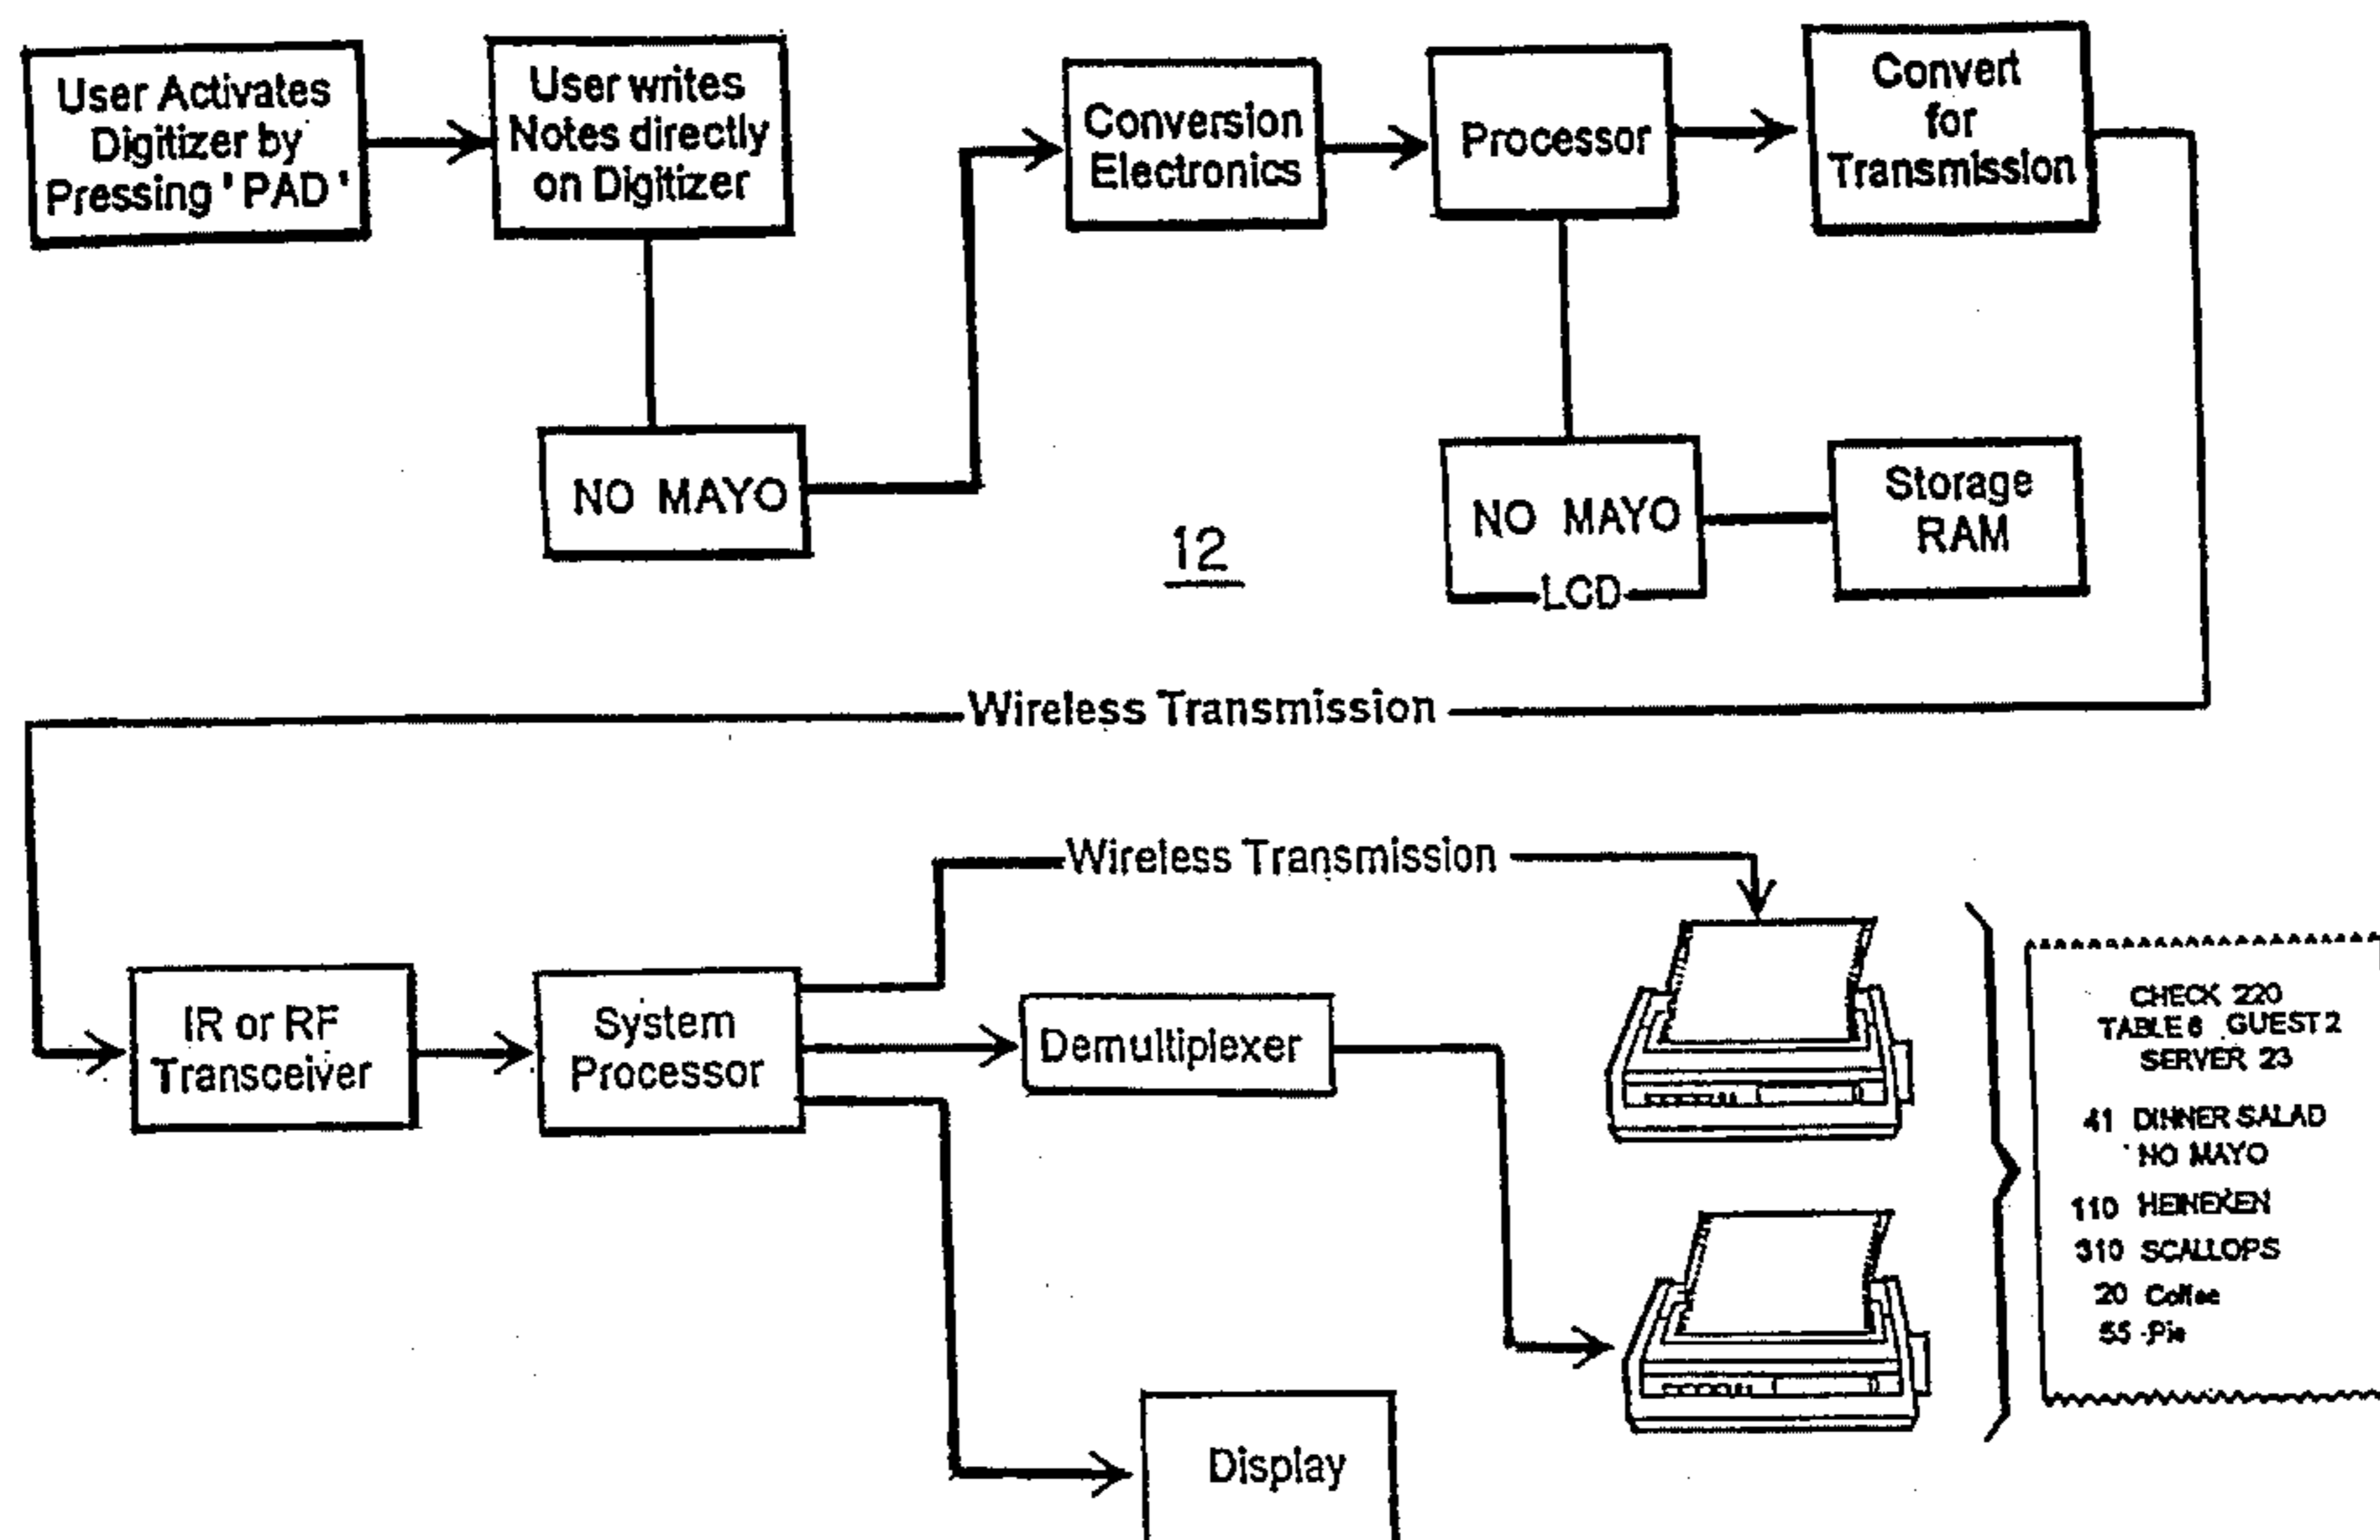 User Activates
Digitizer by
Pressing ' PAD '
User writes
Notes directly
on Digitizer
Conversion
Electronics
Processor
Convert
for
Transmission
NO MAYO
12
NO MAYO
LCD
Storage
RAM
Wireless Transmission
Wireless Transmission
IR or RF
Transceiver
System
Processor
Demultiplexer
Display
CHECK 220
TABLE 6 GUEST 2
SERVER 23
41 DINNER SALAD
NO MAYO
110 HEINEKEN
310 SCALLOPS
20 Coffee
55 Pie